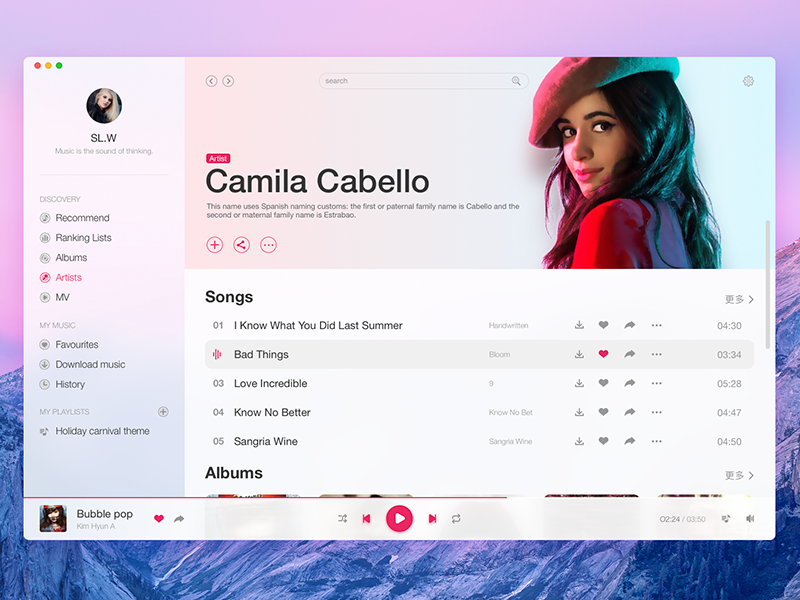 search
SL.W
Music is the sound of thinking.
DISCOVERY
Recommend
Ranking Lists
Albums
Artists
MV
MY MUSIC
Favourites
Download music
History
MY PLAYLISTS
Holiday carnival theme
Artist
Camila Cabello
This name uses Spanish naming customs: the first or paternal family name is Cabello and the
second or maternal family name is Estrabao.
Songs 更多
01 I Know What You Did Last Summer Handwritten 04:30
Bad Things Bloom 03:34
03 Love Incredible 9 05:28
04 Know No Better Know No Bet 04:47
05 Sangria Wine Sangria Wine 04:50
Albums 更多
Bubble pop
Kim Hyun A
02:24 / 03:50